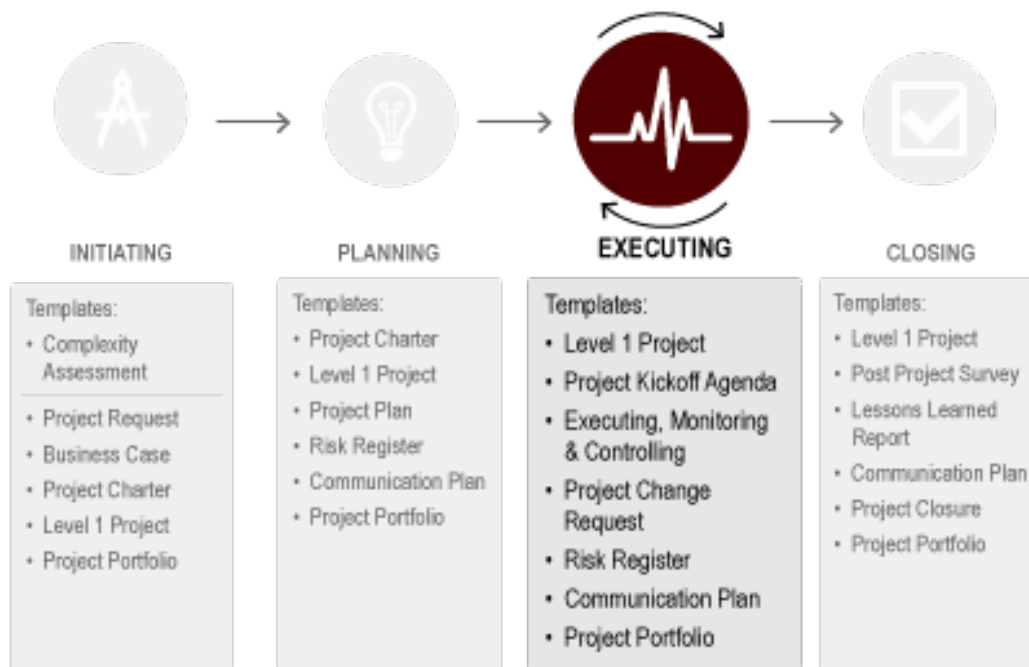 INITIATING
Templates:
• Complexity
Assessment
• Project Request
• Business Case
• Project Charter
• Level 1 Project
• Project Portfolio
PLANNING
Templates:
• Project Charter
• Level 1 Project
• Project Plan
• Risk Register
• Communication Plan
• Project Portfolio
EXECUTING
Templates:
• Level 1 Project
• Project Kickoff Agenda
• Executing, Monitoring
& Controlling
• Project Change
Request
• Risk Register
• Communication Plan
• Project Portfolio
CLOSING
Templates:
• Level 1 Project
• Post Project Survey
• Lessons Learned
Report
• Communication Plan
• Project Closure
• Project Portfolio